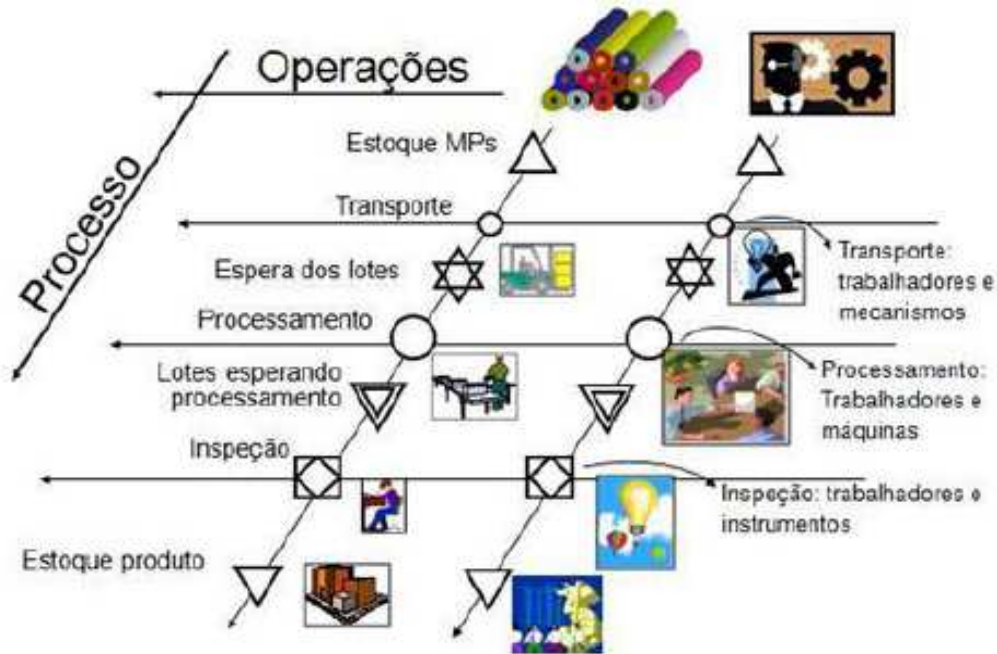 Operações
Processo
Estoque MPs
Transporte
Espera dos lotes
Processamento
Lotes esperando
processamento
Inspeção
Estoque produto
Transporte:
trabalhadores e
mecanismos
Processamento:
Trabalhadores e
máquinas
Inspeção: trabalhadores e
instrumentos